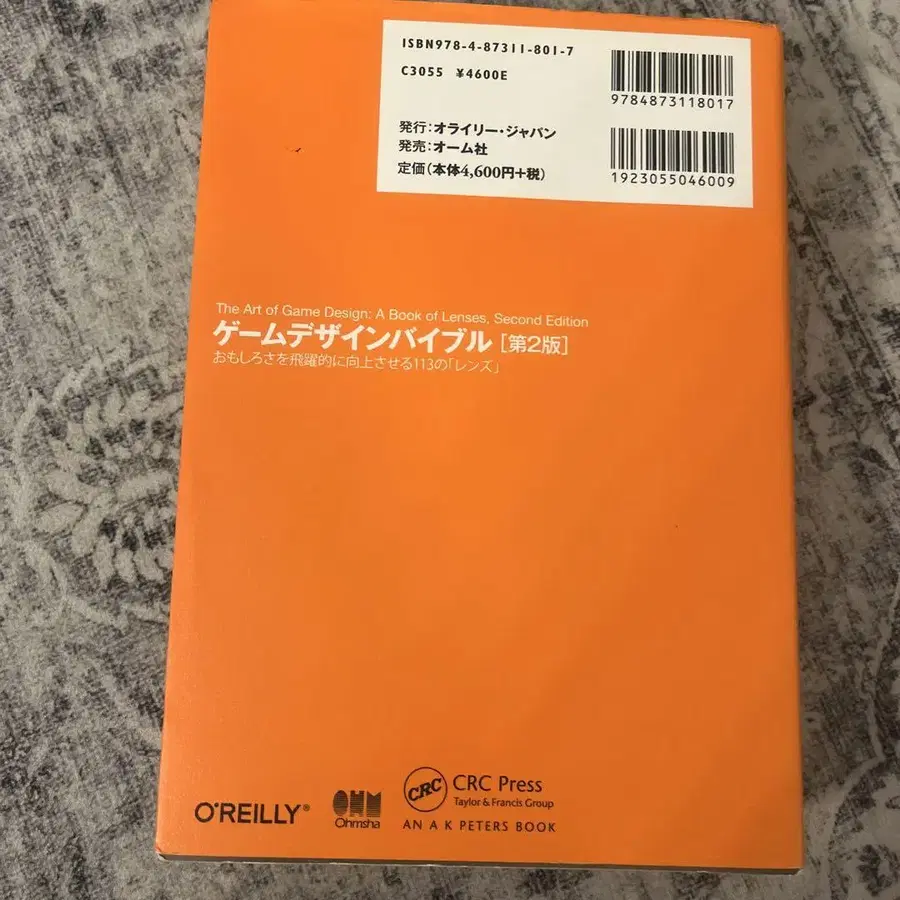 ISBN978-4-87311-801-7
C3055 ¥4600E
発行:オライリー・ジャパン
発売:オーム社
定価(本体4,600円+税)
9784873118017
1923055046009
The Art of Game Design: A Book of Lenses, Second Edition
ゲームデザインバイブル[第2版]
おもしろさを飛躍的に向上させる113の「レンズ」
O'REILLY®
OHM
Ohmsha
CRC
CRC Press
Taylor & Francis Group
AN A K PETERS BOOK